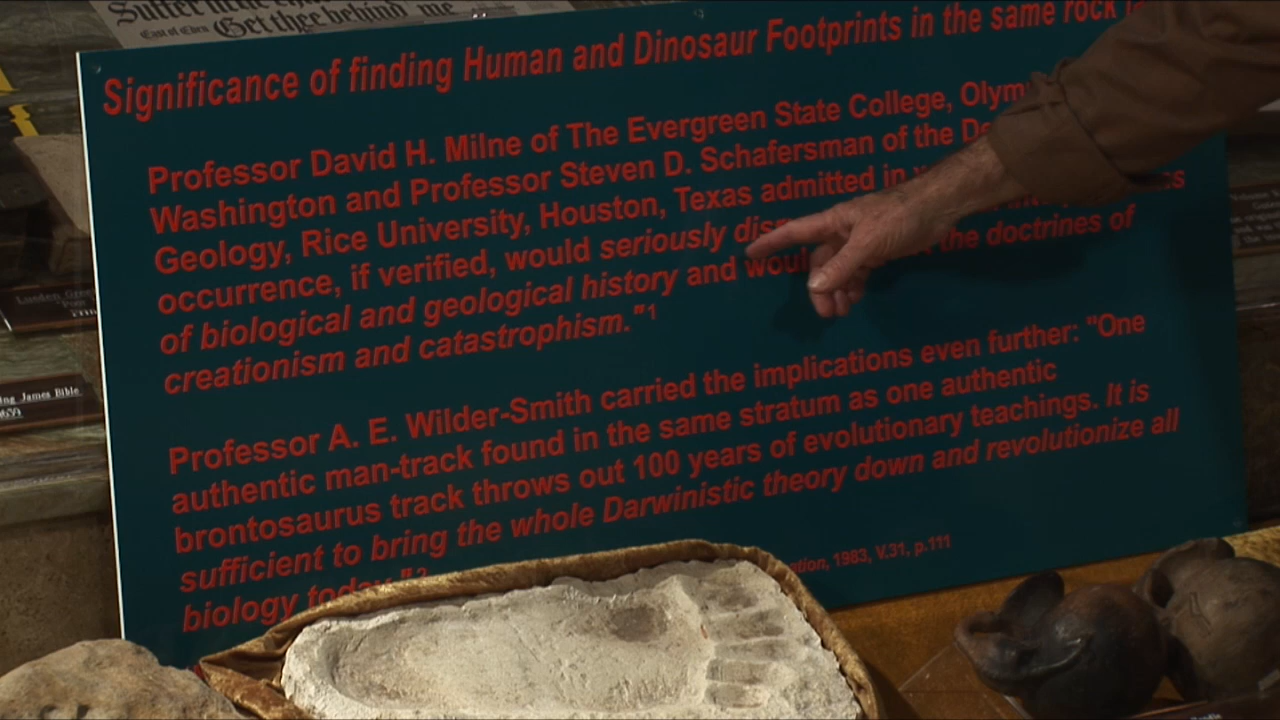 Suffer
East of Eden Get thee behind me
Significance of finding Human and Dinosaur Footprints in the same rock
Professor David H. Milne of The Evergreen State College,
Washington and Professor Steven D. Schafersman of the
Geology, Rice University, Houston, Texas admitted in
occurrence, if verified, would seriously the doctrines of
of biological and geological history and
creationism and catastrophism."1
Professor A. E. Wilder-Smith carried the implications even further: "One
authentic man-track found in the same stratum as one authentic
brontosaurus track throws out 100 years of evolutionary teachings. It is
sufficient to bring the whole Darwinistic theory down and revolutionize all
biology
1983, V.31, p.111
James Bible